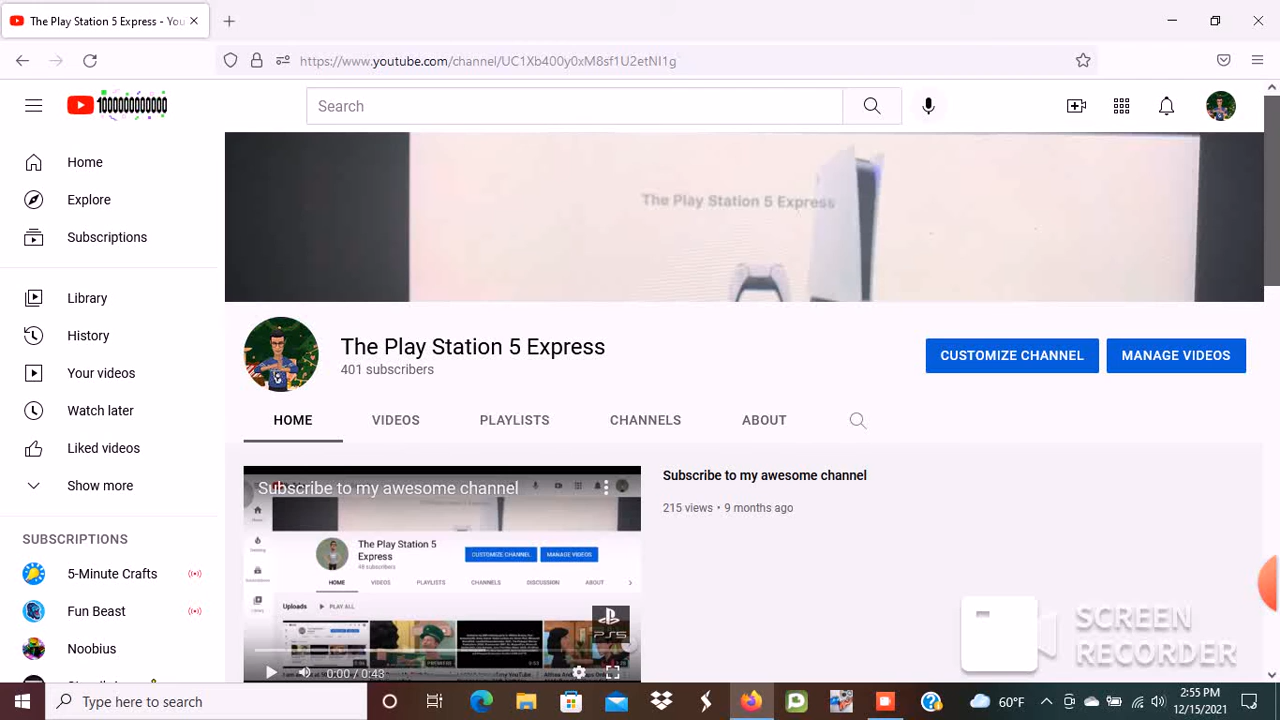 The Play Station 5 Express - You
https://www.youtube.com/channel/UC1Xb400y0xM8sf1U2etNI1g
Search
Home
Explore
Subscriptions
Library
History
Your videos
Watch later
Liked videos
Show more
SUBSCRIPTIONS
5-Minute Crafts
Fun Beast
Noobius
The Play Station 5 Express
The Play Station 5 Express
401 subscribers
CUSTOMIZE CHANNEL
MANAGE VIDEOS
HOME VIDEOS PLAYLISTS CHANNELS ABOUT
Subscribe to my awesome channel
The Play Station 5
Express
CUSTOMIZE CHANNEL MANAGE VIDEOS
HOME VIDEOS PLAYLISTS CHANNELS DISCUSSION ABOUT
Uploads PLAY ALL
PS5
0:00 / 0:43
Subscribe to my awesome channel
215 views • 9 months ago
SCREEN
RECORDER
Type here to search
60°F
2:55 PM
12/15/2021